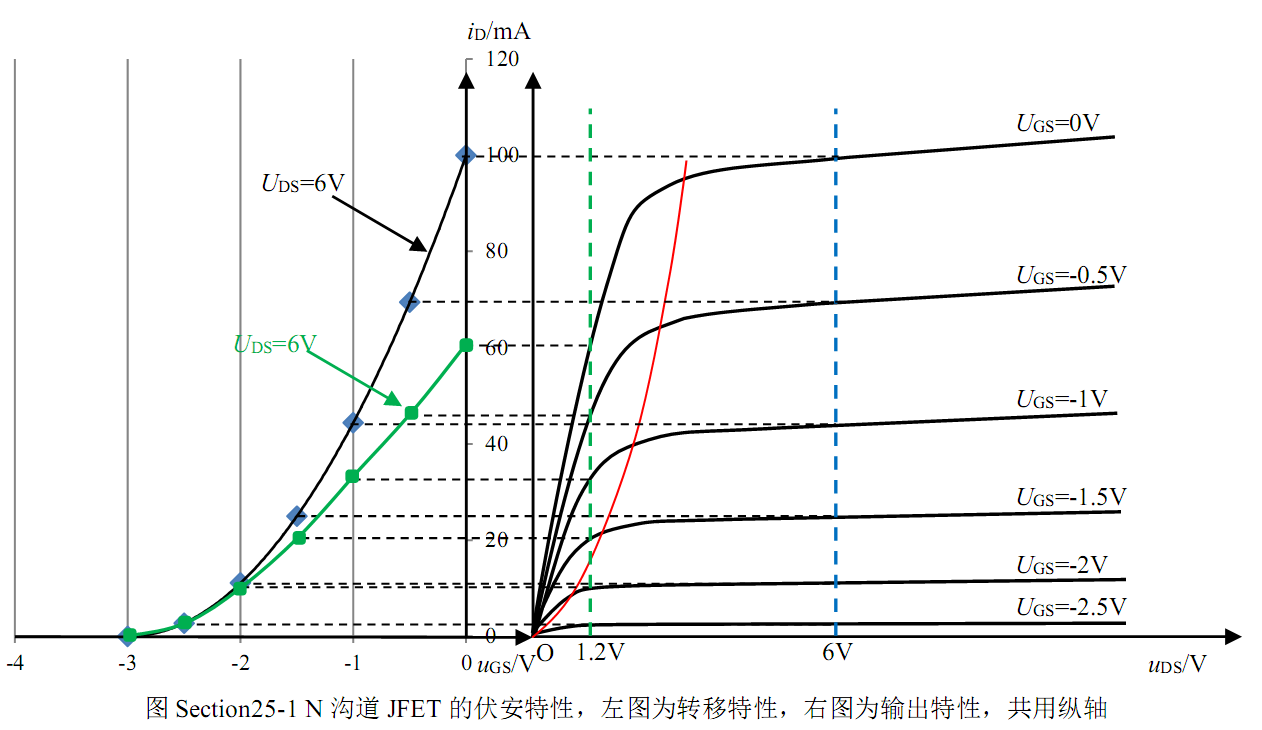 iD/mA
120
UGS=0V
100
UDS=6V
80
UGS=-0.5V
UDS=6V
60
UGS=-1V
40
UGS=-1.5V
20
UGS=-2V
UGS=-2.5V
0
-4 -3 -2 -1 0 uGS/V O 1.2V 6V uDS/V
图 Section25-1 N 沟道 JFET 的伏安特性，左图为转移特性，右图为输出特性，共用纵轴